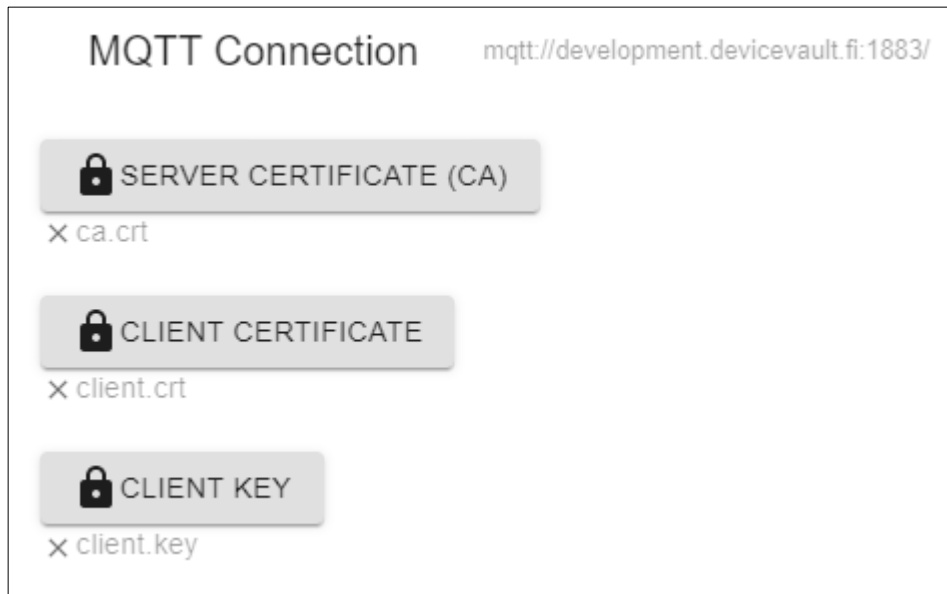 MQTT Connection mqtt://development.devicevault.fi:1883/
SERVER CERTIFICATE (CA)
× ca.crt
CLIENT CERTIFICATE
× client.crt
CLIENT KEY
× client.key